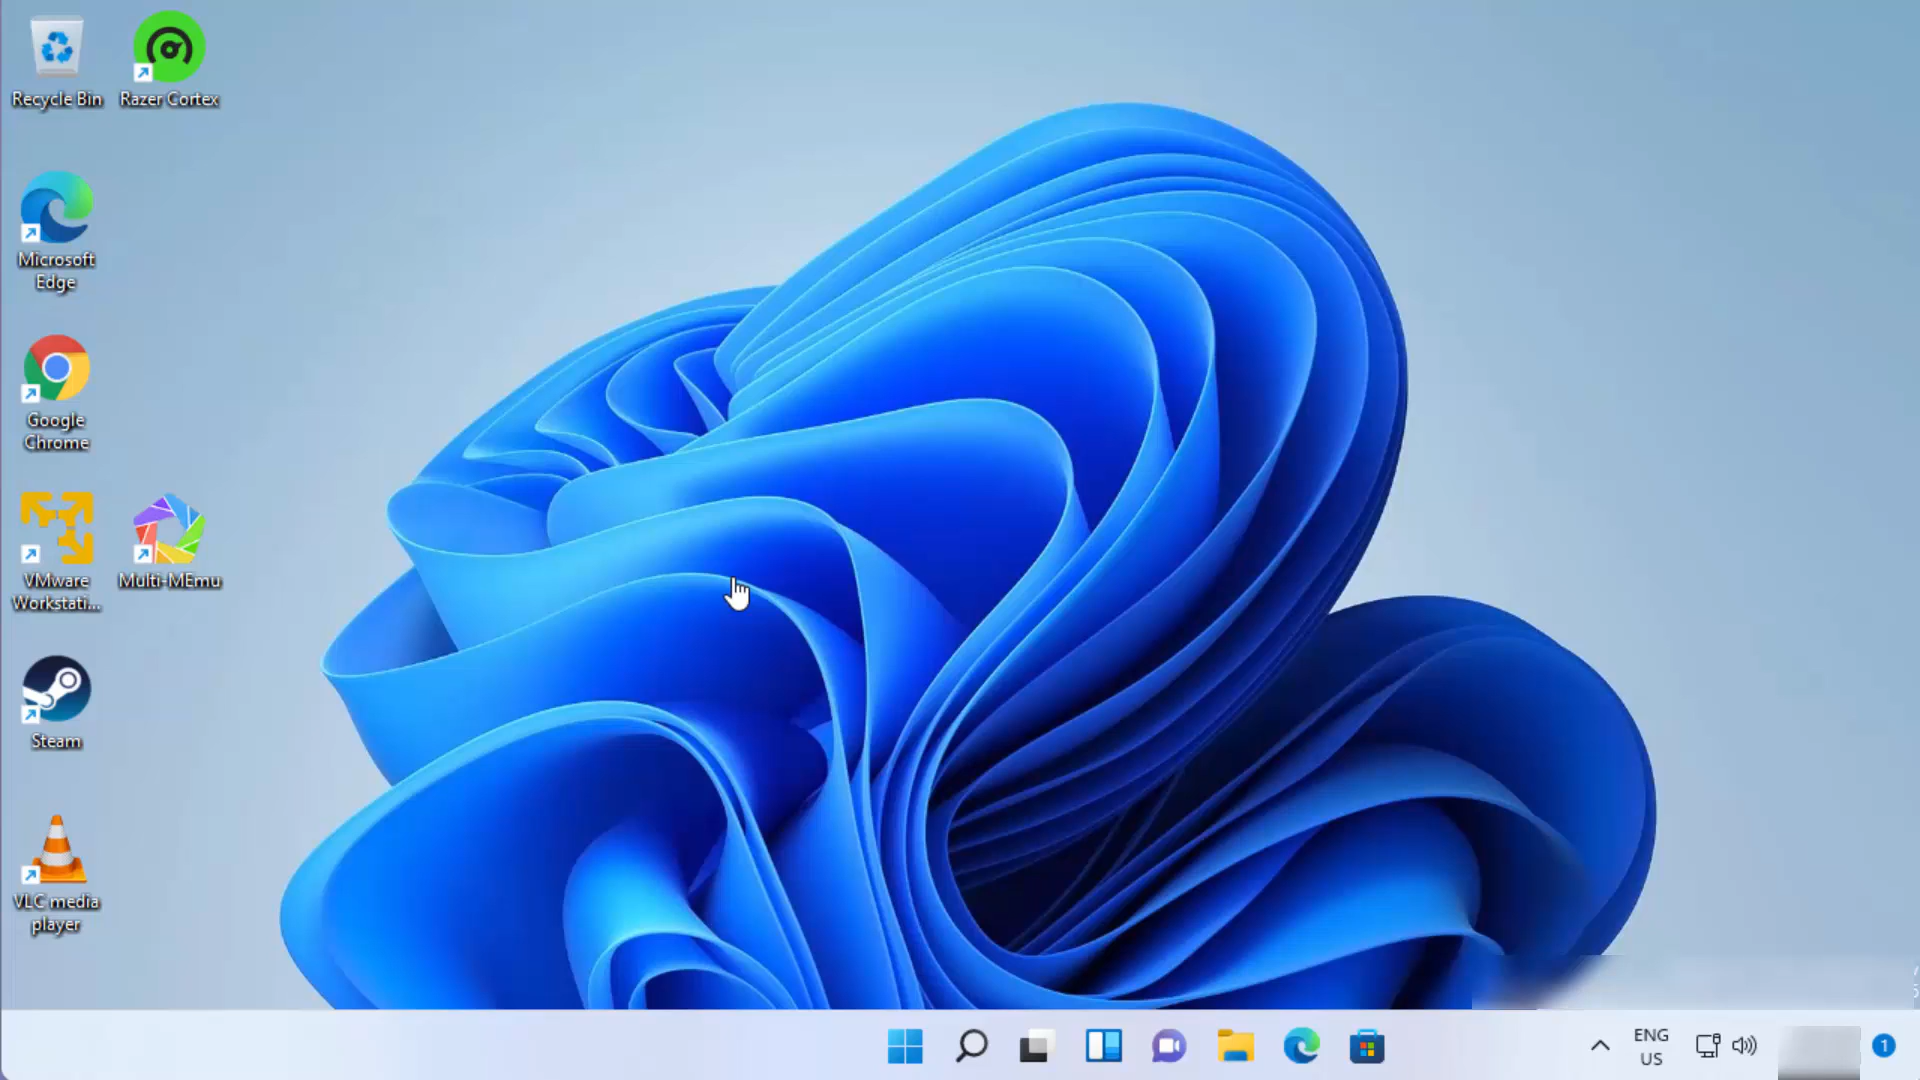 Recycle Bin
Razer Cortex
Microsoft
Edge
Google
Chrome
VMware
Workstati...
Multi-MEmu
Steam
VLC media
player
ENG
US
1